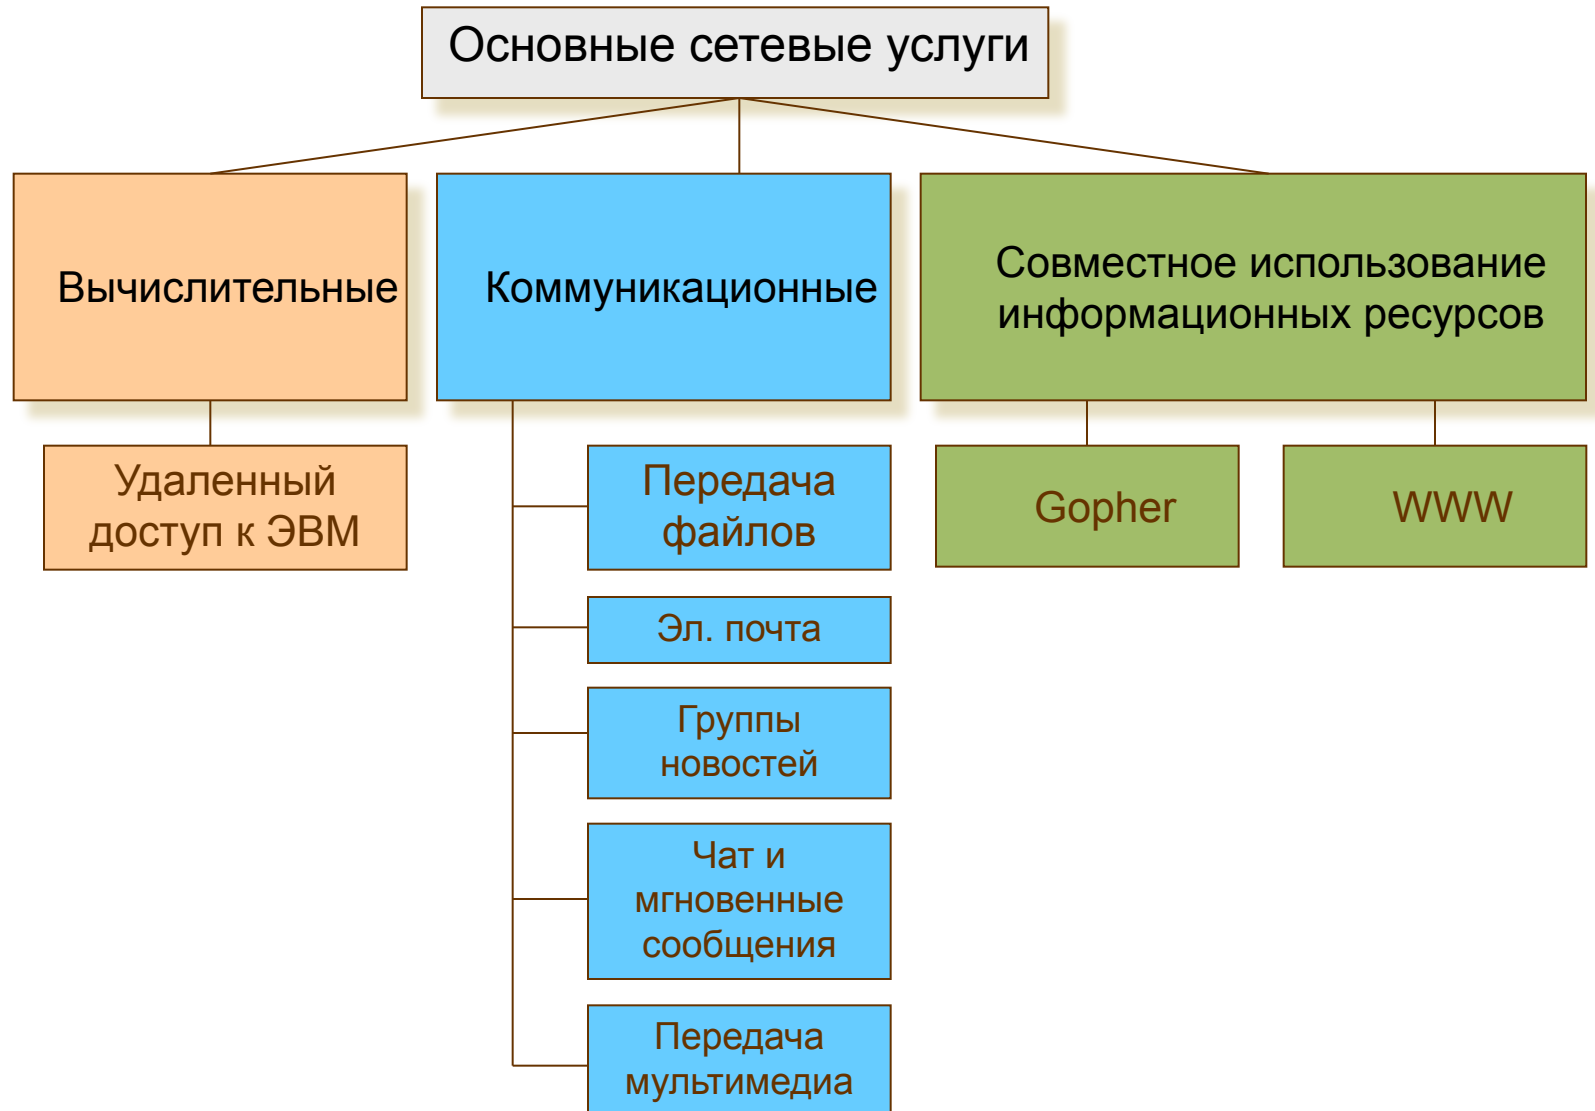 Основные сетевые услуги
Вычислительные
Коммуникационные
Совместное использование
информационных ресурсов
Удаленный
доступ к ЭВМ
Передача
файлов
Эл. почта
Группы
новостей
Чат и
мгновенные
сообщения
Передача
мультимедиа
Gopher
WWW